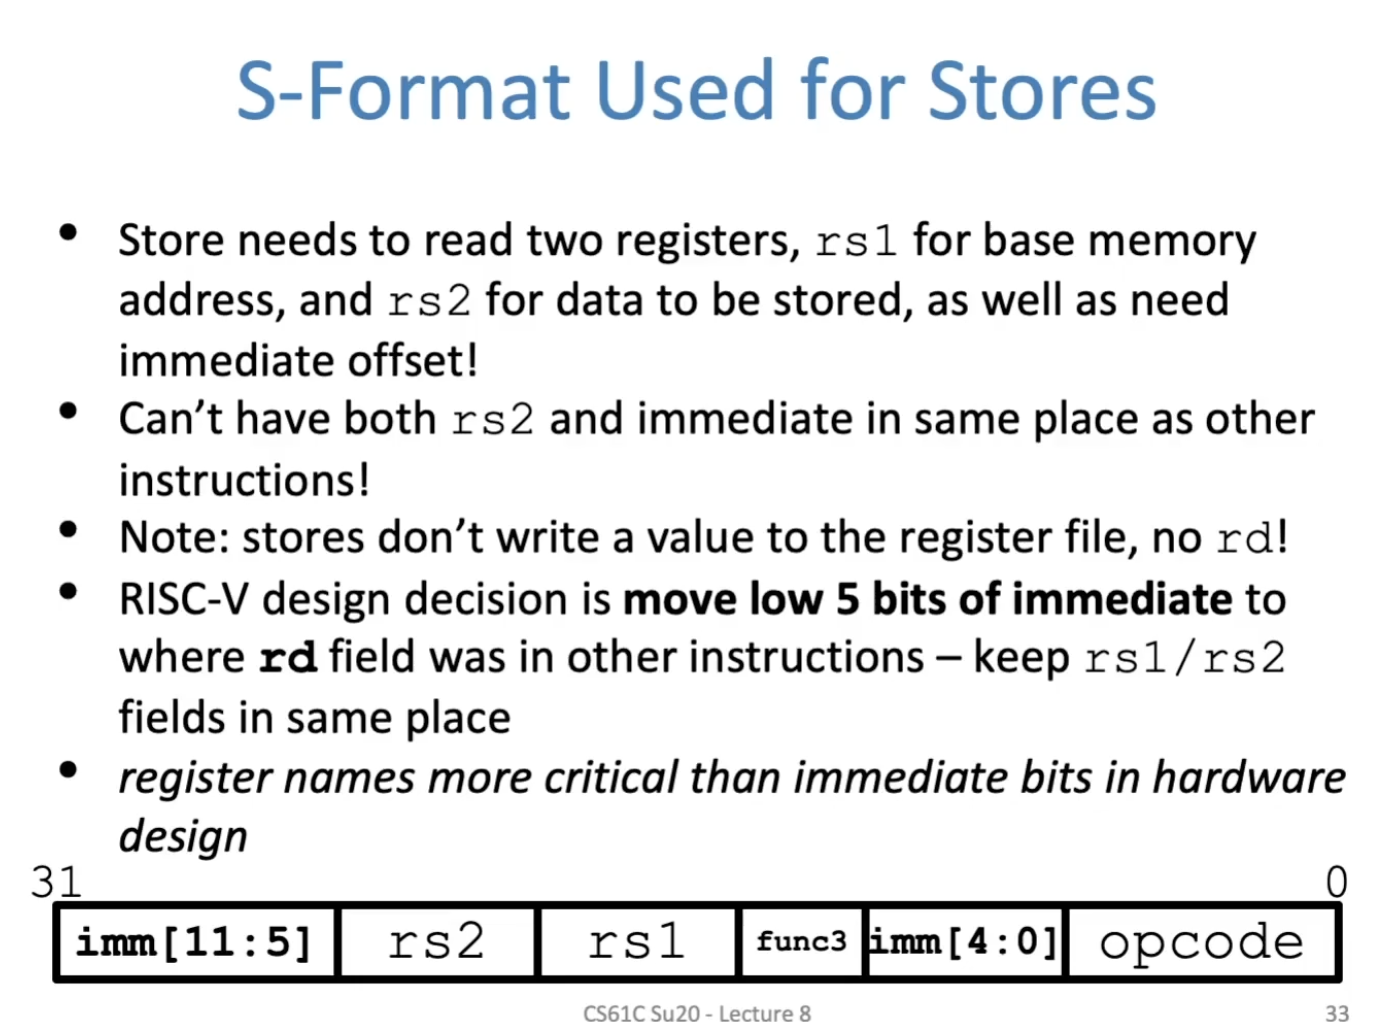 S-Format Used for Stores
• Store needs to read two registers, rs1 for base memory
address, and rs2 for data to be stored, as well as need
immediate offset!
• Can’t have both rs2 and immediate in same place as other
instructions!
• Note: stores don’t write a value to the register file, no rd!
• RISC-V design decision is move low 5 bits of immediate to
where rd field was in other instructions – keep rs1/rs2
fields in same place
• register names more critical than immediate bits in hardware
design
31 0
imm[11:5] rs2 rs1 func3 imm[4:0] opcode
CS61C Su20 - Lecture 8 33